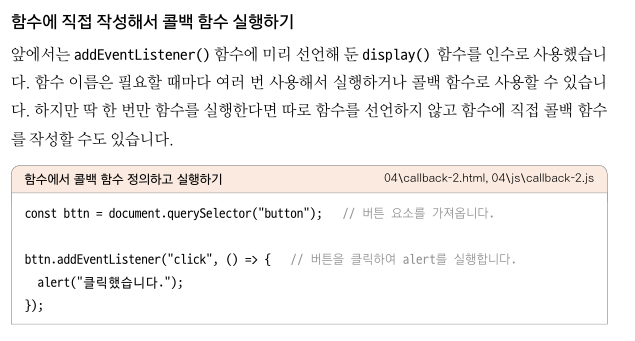 함수에 직접 작성해서 콜백 함수 실행하기
앞에서는 addEventListener() 함수에 미리 선언해 둔 display() 함수를 인수로 사용했습니
다. 함수 이름은 필요할 때마다 여러 번 사용해서 실행하거나 콜백 함수로 사용할 수 있습니
다. 하지만 딱 한 번만 함수를 실행한다면 따로 함수를 선언하지 않고 함수에 직접 콜백 함수
를 작성할 수도 있습니다.
함수에서 콜백 함수 정의하고 실행하기 04\callback-2.html, 04\js\callback-2.js
const bttn = document.querySelector("button"); // 버튼 요소를 가져옵니다.
bttn.addEventListener("click", () => { // 버튼을 클릭하여 alert를 실행합니다.
alert("클릭했습니다.");
});